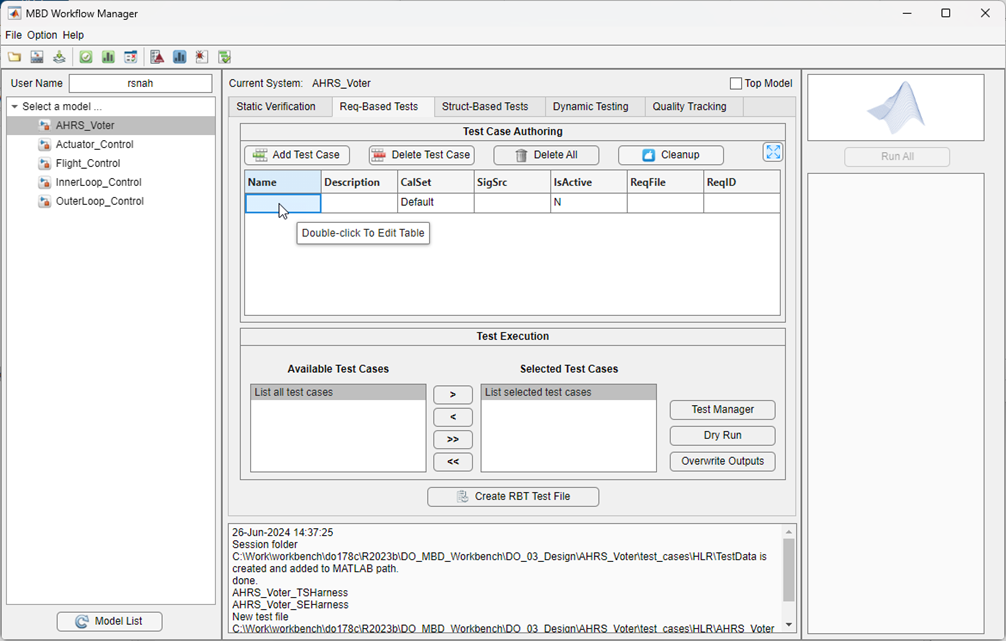 MBD Workflow Manager
File Option Help
User Name rsnah
Select a model ...
AHRS_Voter
Actuator_Control
Flight_Control
InnerLoop_Control
OuterLoop_Control
Model List
Current System: AHRS_Voter
Top Model
Static Verification Req-Based Tests Struct-Based Tests Dynamic Testing Quality Tracking
Test Case Authoring
Add Test Case Delete Test Case Delete All Cleanup
Name Description CalSet SigSrc IsActive ReqFile ReqID
Default N
Double-click To Edit Table
Test Execution
Available Test Cases Selected Test Cases
List all test cases List selected test cases
>
<
>>
<<
Test Manager
Dry Run
Overwrite Outputs
Create RBT Test File
26-Jun-2024 14:37:25
Session folder
C:\Work\workbench\do178c\R2023b\DO_MBD_Workbench\DO_03_Design\AHRS_Voter\test_cases\HLR\TestData is
created and added to MATLAB path.
done.
AHRS_Voter_TSHarness
AHRS_Voter_SEHarness
New test file
C:\Work\workbench\do178c\R2023b\DO_MBD_Workbench\DO_03_Design\AHRS_Voter\test_cases\HLR\AHRS_Voter
Run All